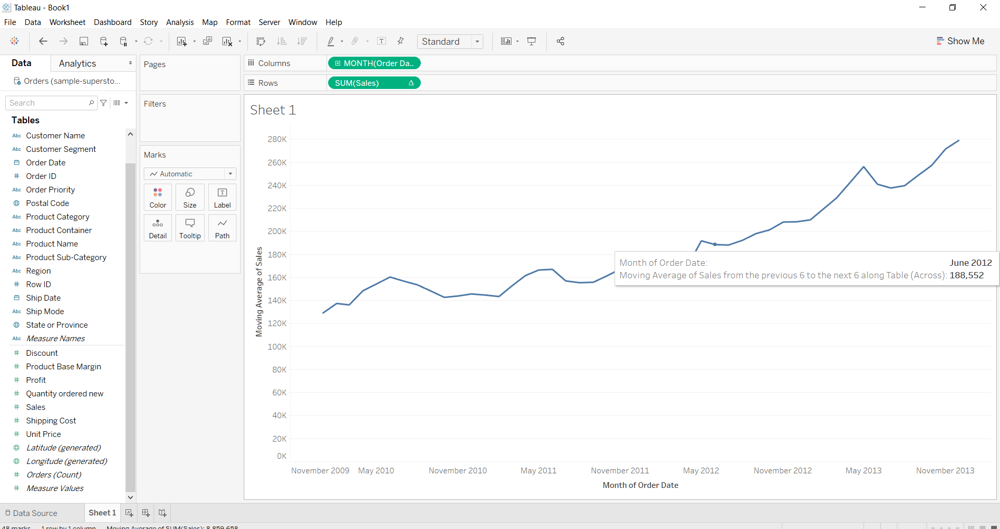 Tableau - Book1
File Data Worksheet Dashboard Story Analysis Map Format Server Window Help
Standard
Show Me
Data Analytics
Orders (sample-supersto...
Search
Tables
Customer Name
Customer Segment
Order Date
Order ID
Order Priority
Postal Code
Product Category
Product Container
Product Name
Product Sub-Category
Region
Row ID
Ship Date
Ship Mode
State or Province
Measure Names
Discount
Product Base Margin
Profit
Quantity ordered new
Sales
Shipping Cost
Unit Price
Latitude (generated)
Longitude (generated)
Orders (Count)
Measure Values
Pages
Filters
Marks
Automatic
Color Size Label
Detail Tooltip Path
Columns MONTH(Order Da..
Rows SUM(Sales) Δ
Sheet 1
Moving Average of Sales
280K
260K
240K
220K
200K
180K
160K
140K
120K
100K
80K
60K
40K
20K
0K
Month of Order Date: June 2012
Moving Average of Sales from the previous 6 to the next 6 along Table (Across): 188,552
November 2009 May 2010 November 2010 May 2011 November 2011 May 2012 November 2012 May 2013 November 2013
Month of Order Date
Data Source Sheet 1
48 marks 1 row by 1 column Moving Average of SUM(Sales): 8,859,658